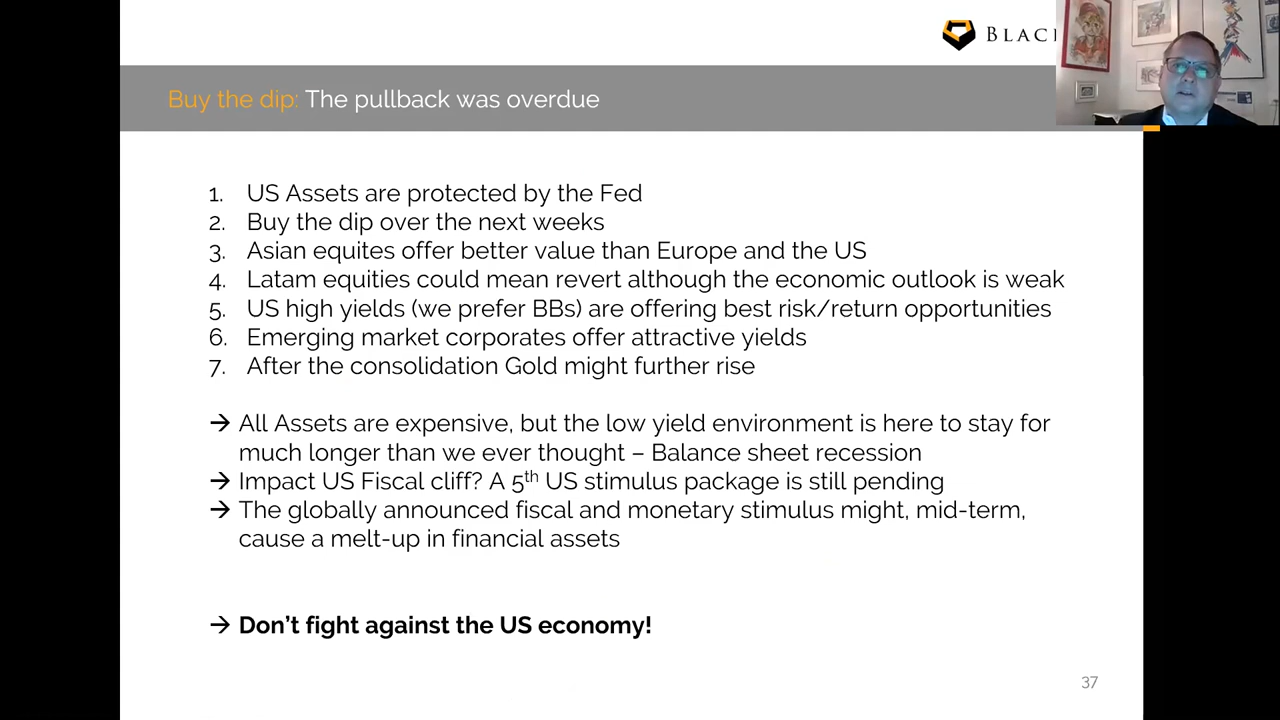 BLAC
Buy the dip: The pullback was overdue
1. US Assets are protected by the Fed
2. Buy the dip over the next weeks
3. Asian equites offer better value than Europe and the US
4. Latam equities could mean revert although the economic outlook is weak
5. US high yields (we prefer BBs) are offering best risk/return opportunities
6. Emerging market corporates offer attractive yields
7. After the consolidation Gold might further rise
→ All Assets are expensive, but the low yield environment is here to stay for
much longer than we ever thought – Balance sheet recession
→ Impact US Fiscal cliff? A 5th US stimulus package is still pending
→ The globally announced fiscal and monetary stimulus might, mid-term,
cause a melt-up in financial assets
→ Don't fight against the US economy!
37